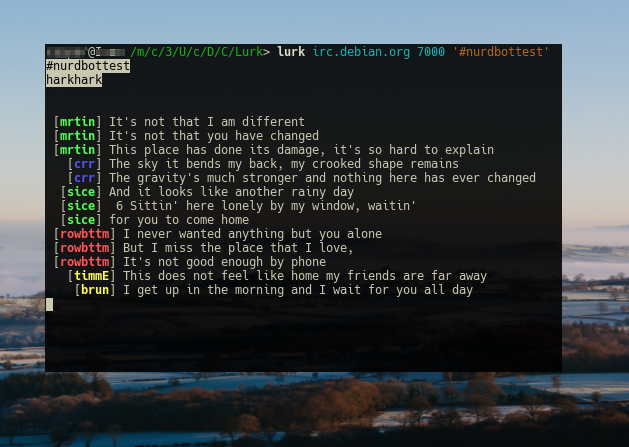 @ /m/c/3/U/c/D/C/Lurk> lurk irc.debian.org 7000 '#nurdbottest'
#nurdbottest
harkhark
[mrtin] It's not that I am different
[mrtin] It's not that you have changed
[mrtin] This place has done its damage, it's so hard to explain
[crr] The sky it bends my back, my crooked shape remains
[crr] The gravity's much stronger and nothing here has ever changed
[sice] And it looks like another rainy day
[sice]  6 Sittin' here lonely by my window, waitin'
[sice] for you to come home
[rowbttm] I never wanted anything but you alone
[rowbttm] But I miss the place that I love,
[rowbttm] It's not good enough by phone
[timmE] This does not feel like home my friends are far away
[brun] I get up in the morning and I wait for you all day